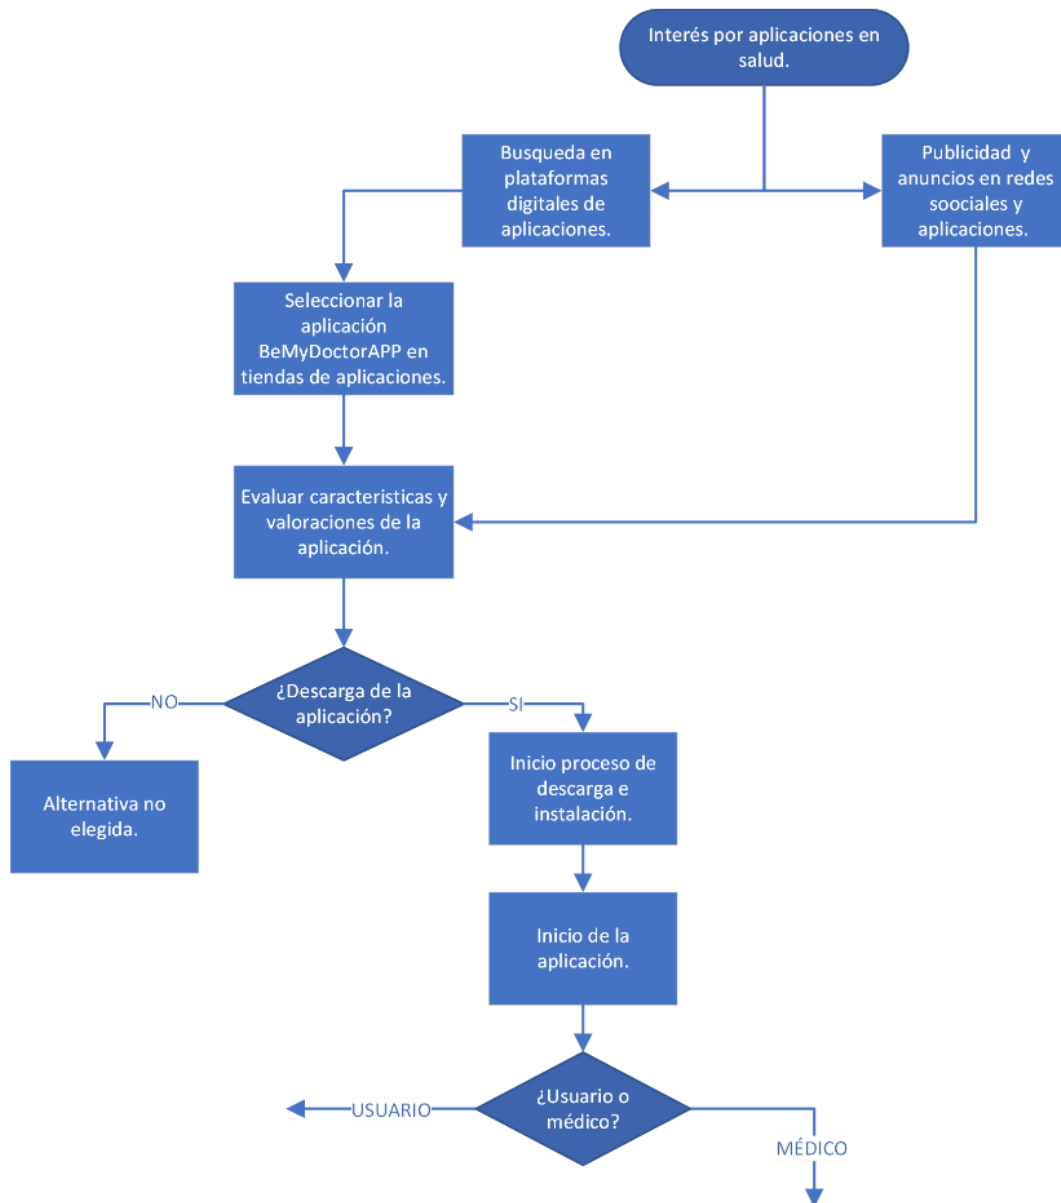 Interés por aplicaciones en
salud.
Busqueda en
plataformas
digitales de
aplicaciones.
Publicidad y
anuncios en redes
soociales y
aplicaciones.
Seleccionar la
aplicación
BeMyDoctorAPP en
tiendas de aplicaciones.
Evaluar caracteristicas y
valoraciones de la
aplicación.
¿Descarga de la
aplicación?
NO
SI
Alternativa no
elegida.
Inicio proceso de
descarga e
instalación.
Inicio de la
aplicación.
¿Usuario o
médico?
USUARIO
MÉDICO